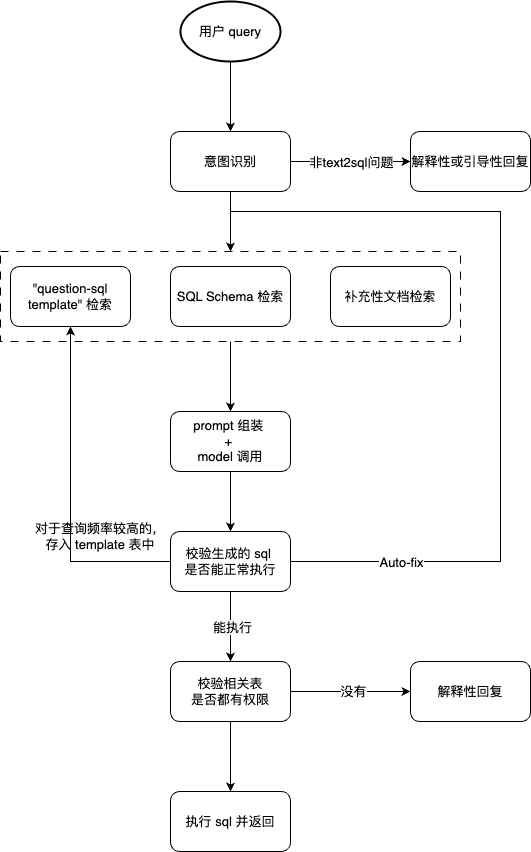 用户 query
意图识别
非text2sql问题
解释性或引导性回复
"question-sql
template" 检索
SQL Schema 检索
补充性文档检索
prompt 组装
+
model 调用
对于查询频率较高的，
存入 template 表中
校验生成的 sql
是否能正常执行
Auto-fix
能执行
校验相关表
是否都有权限
没有
解释性回复
执行 sql 并返回